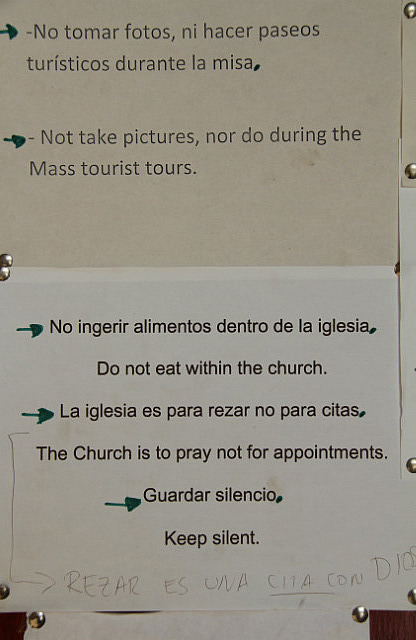 -No tomar fotos, ni hacer paseos
turísticos durante la misa.
- Not take pictures, nor do during the
Mass tourist tours.
No ingerir alimentos dentro de la iglesia.
Do not eat within the church.
La iglesia es para rezar no para citas.
The Church is to pray not for appointments.
Guardar silencio.
Keep silent.
REZAR ES UNA CITA CON DIOS